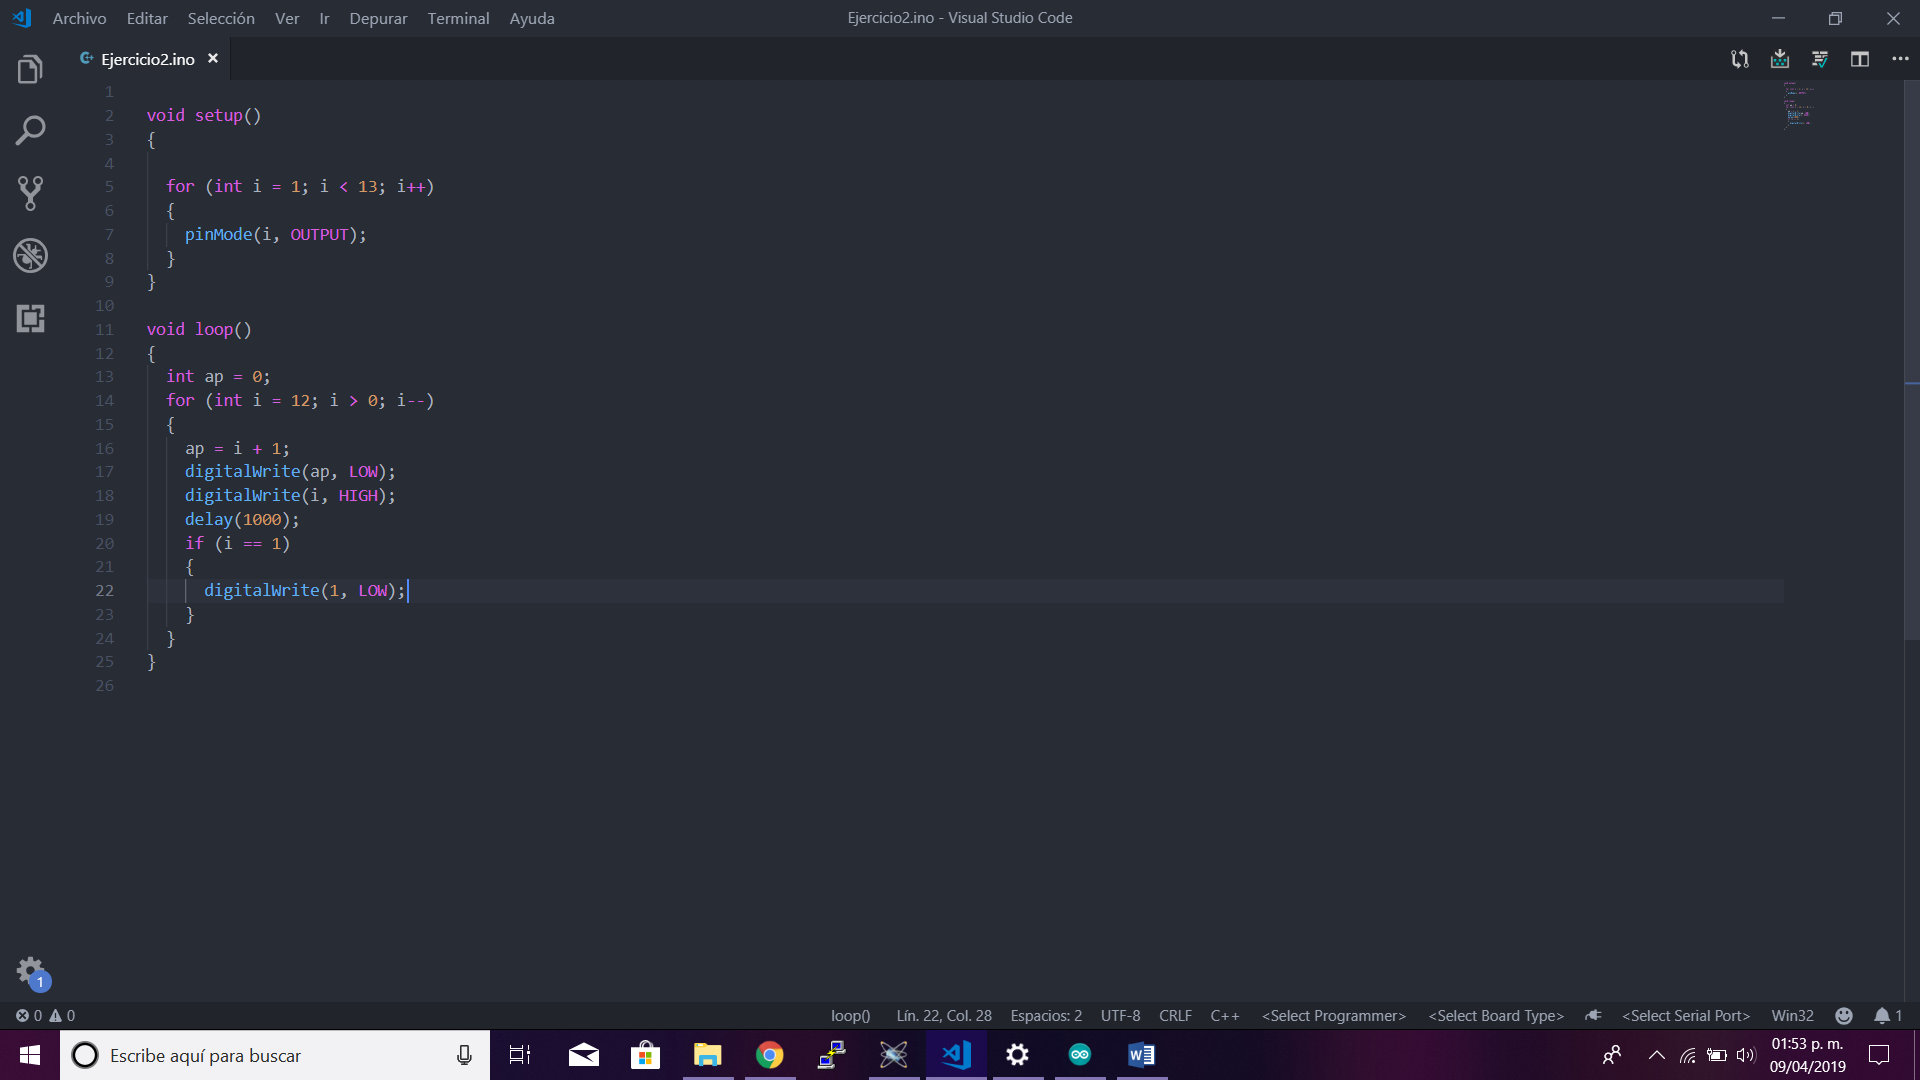 Archivo Editar Selección Ver Ir Depurar Terminal Ayuda
Ejercicio2.ino - Visual Studio Code
Ejercicio2.ino
1
2 void setup()
3 {
4
5 for (int i = 1; i < 13; i++)
6 {
7 pinMode(i, OUTPUT);
8 }
9 }
10
11 void loop()
12 {
13 int ap = 0;
14 for (int i = 12; i > 0; i--)
15 {
16 ap = i + 1;
17 digitalWrite(ap, LOW);
18 digitalWrite(i, HIGH);
19 delay(1000);
20 if (i == 1)
21 {
22 digitalWrite(1, LOW);
23 }
24 }
25 }
26
1
0 0
loop() Lín. 22, Col. 28 Espacios: 2 UTF-8 CRLF C++ <Select Programmer> <Select Board Type> <Select Serial Port> Win32 1
Escribe aquí para buscar
01:53 p. m.
09/04/2019